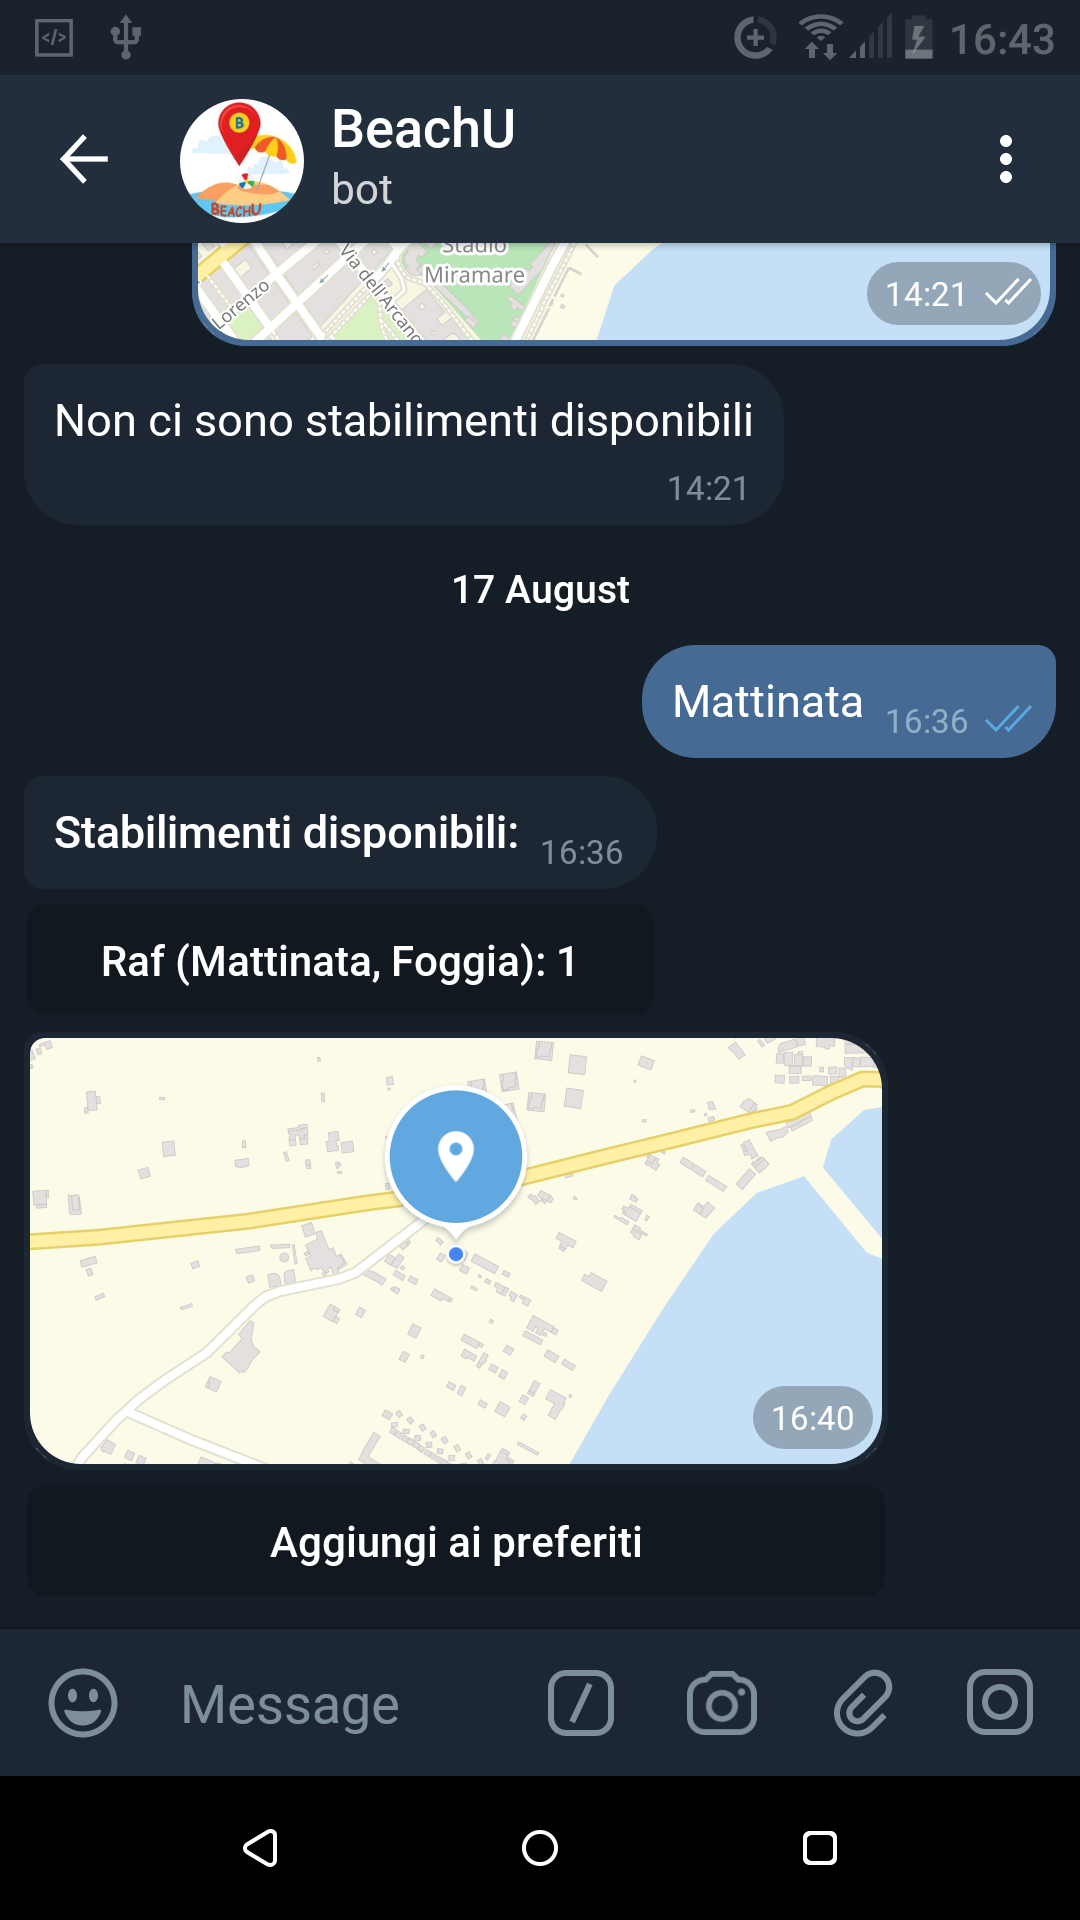 16:43
B
BEACHU
BeachU
bot
Stadio
Miramare
Via dell'Arcano
Lorenzo
14:21
Non ci sono stabilimenti disponibili
14:21
17 August
Mattinata 16:36
Stabilimenti disponibili: 16:36
Raf (Mattinata, Foggia): 1
16:40
Aggiungi ai preferiti
Message